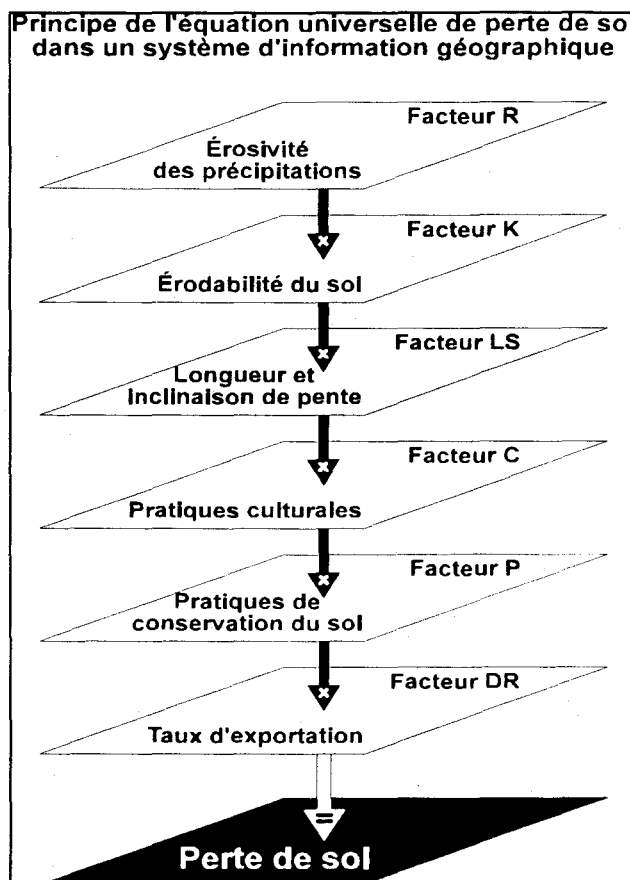 Principe de l'équation universelle de perte de so
dans un système d'information géographique
Facteur R
Érosivité
des précipitations
×
Facteur K
Érodabilité du sol
×
Facteur LS
Longueur et
inclinaison de pente
×
Facteur C
Pratiques culturales
×
Facteur P
Pratiques de
conservation du sol
×
Facteur DR
Taux d'exportation
=
Perte de sol